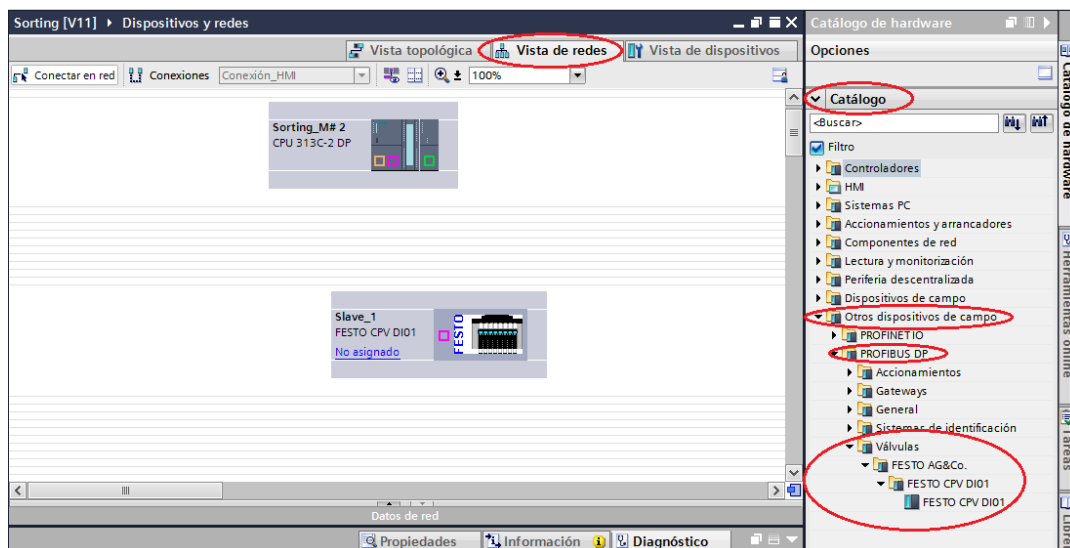 Sorting [V11] ▸ Dispositivos y redes
Vista topológica
Vista de redes
Vista de dispositivos
Conectar en red
Conexiones
Conexión_HMI
100%
Sorting_M# 2
CPU 313C-2 DP
Slave_1
FESTO CPV DI01
No asignado
FESTO
Datos de red
Propiedades
Información
Diagnóstico
Catálogo de hardware
Opciones
Catálogo
<Buscar>
Filtro
Controladores
HMI
Sistemas PC
Accionamientos y arrancadores
Componentes de red
Lectura y monitorización
Periferia descentralizada
Dispositivos de campo
Otros dispositivos de campo
PROFINET IO
PROFIBUS DP
Accionamientos
Gateways
General
Sistemas de identificación
Válvulas
FESTO AG&Co.
FESTO CPV DI01
FESTO CPV DI01
Catálogo de hardware
Herramientas online
Tareas